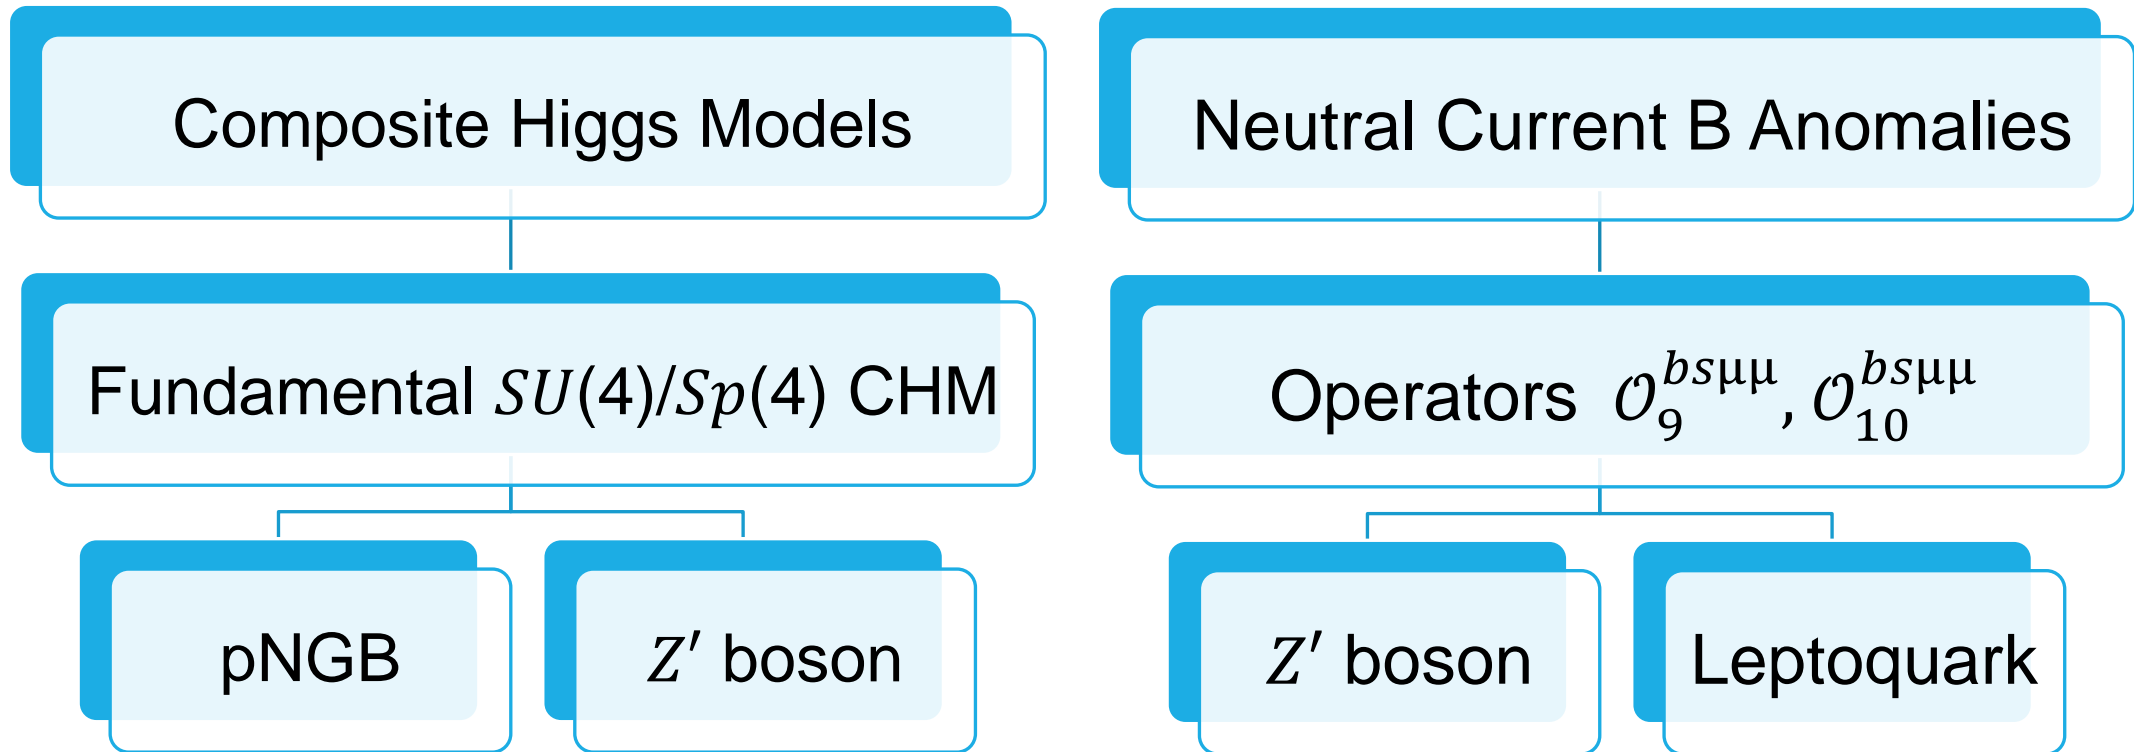 Composite Higgs Models
Neutral Current B Anomalies
Fundamental 𝑆𝑈(4)/𝑆𝑝(4) CHM
Operators 𝒪₉^{𝑏𝑠μμ}, 𝒪₁₀^{𝑏𝑠μμ}
pNGB
𝑍′ boson
𝑍′ boson
Leptoquark